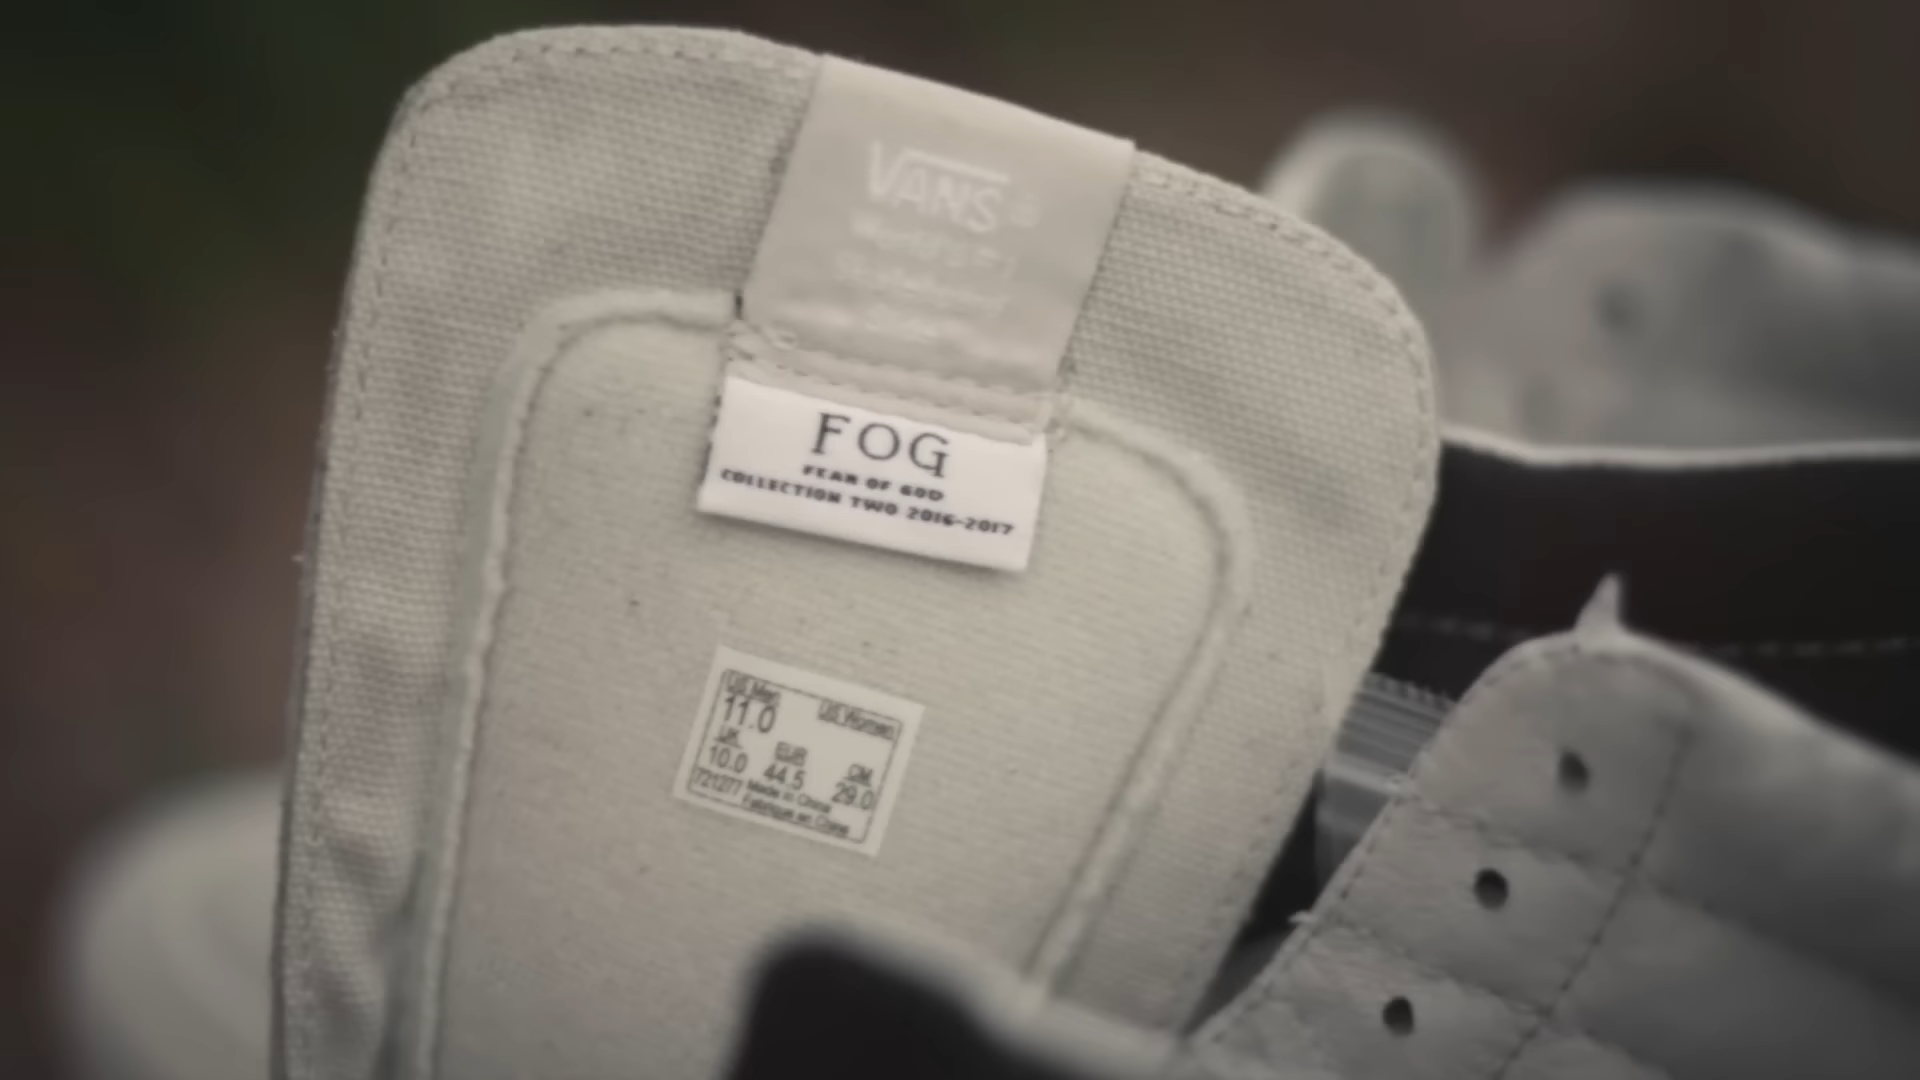 VANS
FOG
FEAR OF GOD
COLLECTION TWO 2016-2017
US Men US Women
11.0
UK EUR CM
10.0 44.5 29.0
721277 Made in China
Fabriqué en Chine